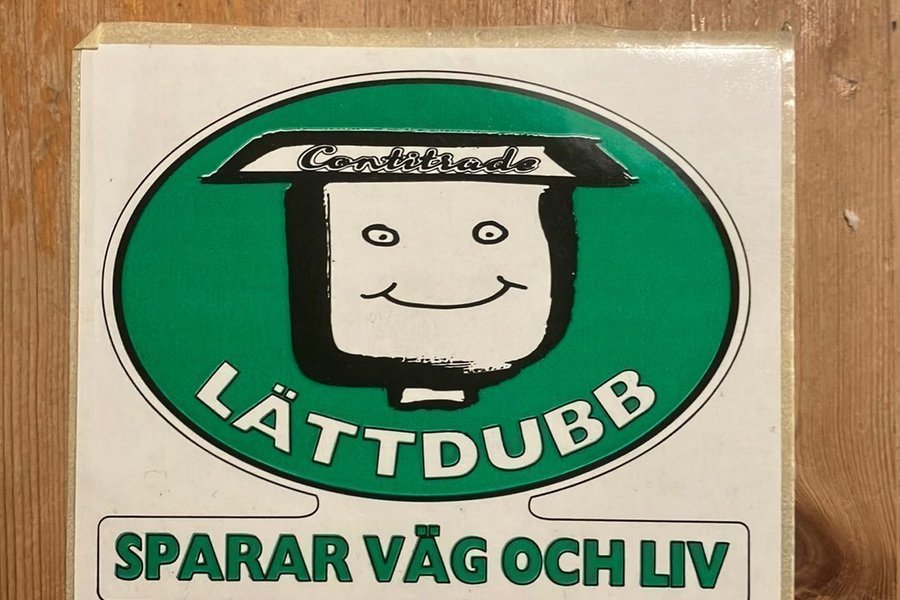 Contitrade
LÄTTDUBB
SPARAR VÄG OCH LIV